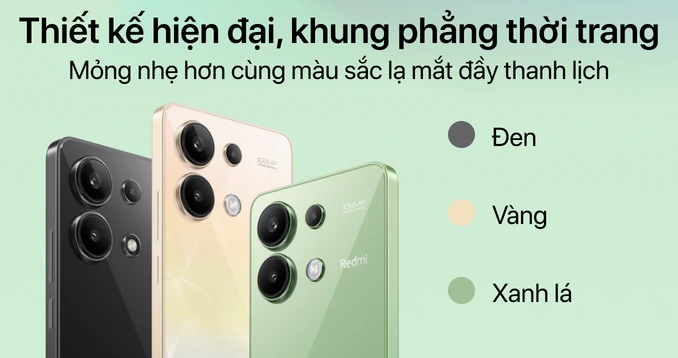 Thiết kế hiện đại, khung phẳng thời trang
Mỏng nhẹ hơn cùng màu sắc lạ mắt đầy thanh lịch
Đen
Vàng
Xanh lá
Redmi